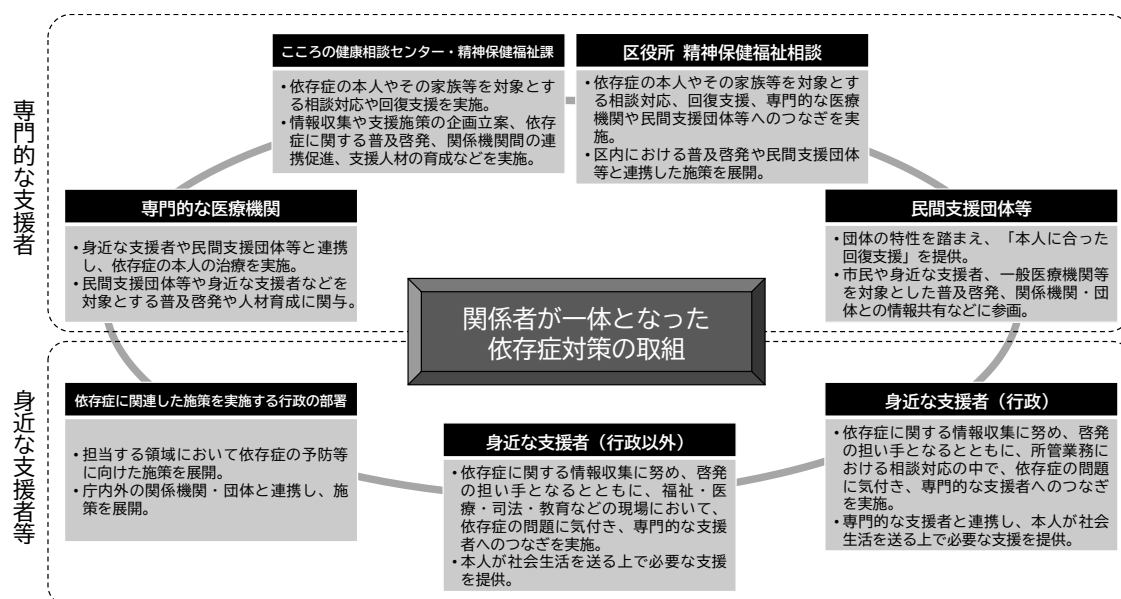 専門的な支援者
こころの健康相談センター・精神保健福祉課
・依存症の本人やその家族等を対象とす
る相談対応や回復支援を実施。
・情報収集や支援施策の企画立案、依存
症に関する普及啓発、関係機関間の連
携促進、支援人材の育成などを実施。
区役所 精神保健福祉相談
・依存症の本人やその家族等を対象とす
る相談対応、回復支援、専門的な医療
機関や民間支援団体等へのつなぎを実
施。
・区内における普及啓発や民間支援団体
等と連携した施策を展開。
専門的な医療機関
・身近な支援者や民間支援団体等と連携
し、依存症の本人の治療を実施。
・民間支援団体等や身近な支援者などを
対象とする普及啓発や人材育成に関与。
民間支援団体等
・団体の特性を踏まえ、「本人に合った
回復支援」を提供。
・市民や身近な支援者、一般医療機関等
を対象とした普及啓発、関係機関・団
体との情報共有などに参画。
関係者が一体となった
依存症対策の取組
身近な支援者等
依存症に関連した施策を実施する行政の部署
・担当する領域において依存症の予防等
に向けた施策を展開。
・庁内外の関係機関・団体と連携し、施
策を展開。
身近な支援者（行政以外）
・依存症に関する情報収集に努め、啓発
の担い手となるとともに、福祉・医
療・司法・教育などの現場において、
依存症の問題に気付き、専門的な支援
者へのつなぎを実施。
・本人が社会生活を送る上で必要な支援
を提供。
身近な支援者（行政）
・依存症に関する情報収集に努め、啓発
の担い手となるとともに、所管業務に
おける相談対応の中で、依存症の問題
に気付き、専門的な支援者へのつなぎ
を実施。
・専門的な支援者と連携し、本人が社会
生活を送る上で必要な支援を提供。